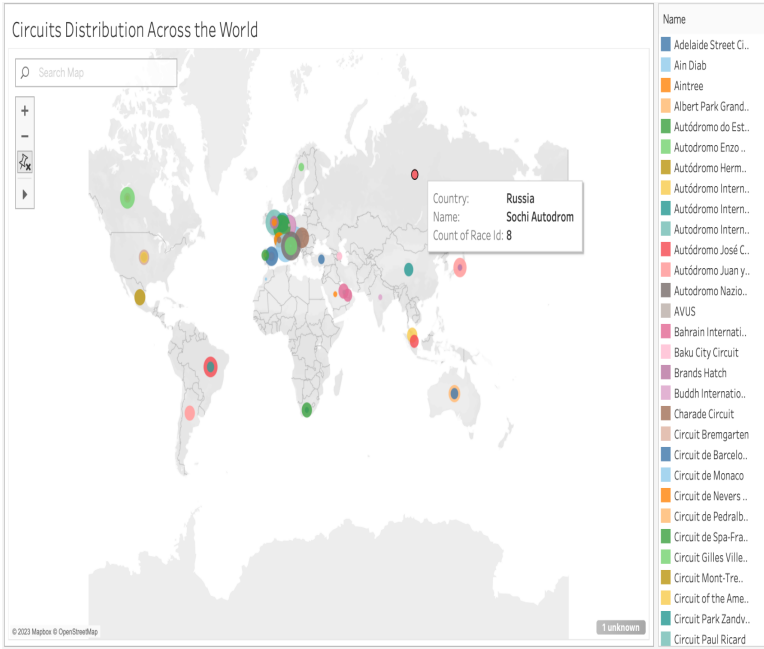 Circuits Distribution Across the World
Search Map
Country: Russia
Name: Sochi Autodrom
Count of Race Id: 8
1 unknown
© 2023 Mapbox © OpenStreetMap
Name
Adelaide Street Ci..
Ain Diab
Aintree
Albert Park Grand..
Autódromo do Est..
Autodromo Enzo ..
Autódromo Herm..
Autódromo Intern..
Autódromo Intern..
Autodromo Intern..
Autódromo José C..
Autódromo Juan y..
Autodromo Nazio..
AVUS
Bahrain Internati..
Baku City Circuit
Brands Hatch
Buddh Internatio..
Charade Circuit
Circuit Bremgarten
Circuit de Barcelo..
Circuit de Monaco
Circuit de Nevers ..
Circuit de Pedralb..
Circuit de Spa-Fra..
Circuit Gilles Ville..
Circuit Mont-Tre..
Circuit of the Ame..
Circuit Park Zandv..
Circuit Paul Ricard